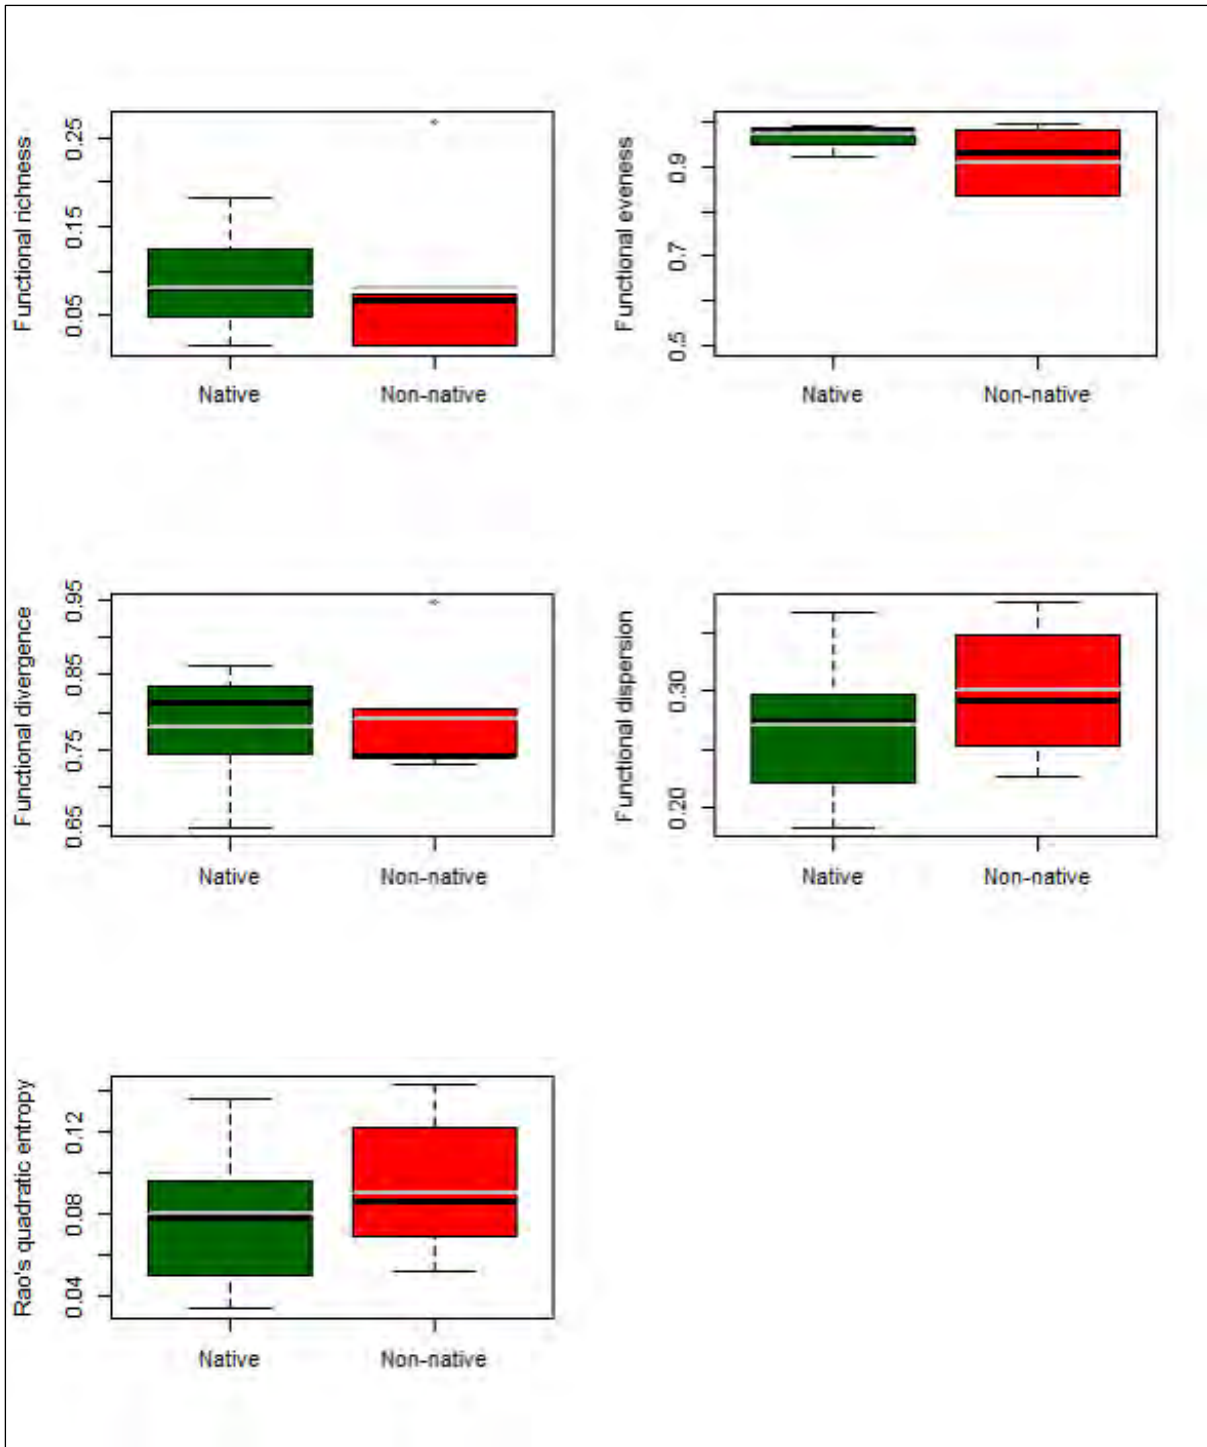 Functional richness
0.25
0.15
0.05
Native
Non-native
Functional eveness
0.9
0.7
0.5
Native
Non-native
Functional divergence
0.95
0.85
0.75
0.65
Native
Non-native
Functional dispersion
0.30
0.20
Native
Non-native
Rao's quadratic entropy
0.12
0.08
0.04
Native
Non-native